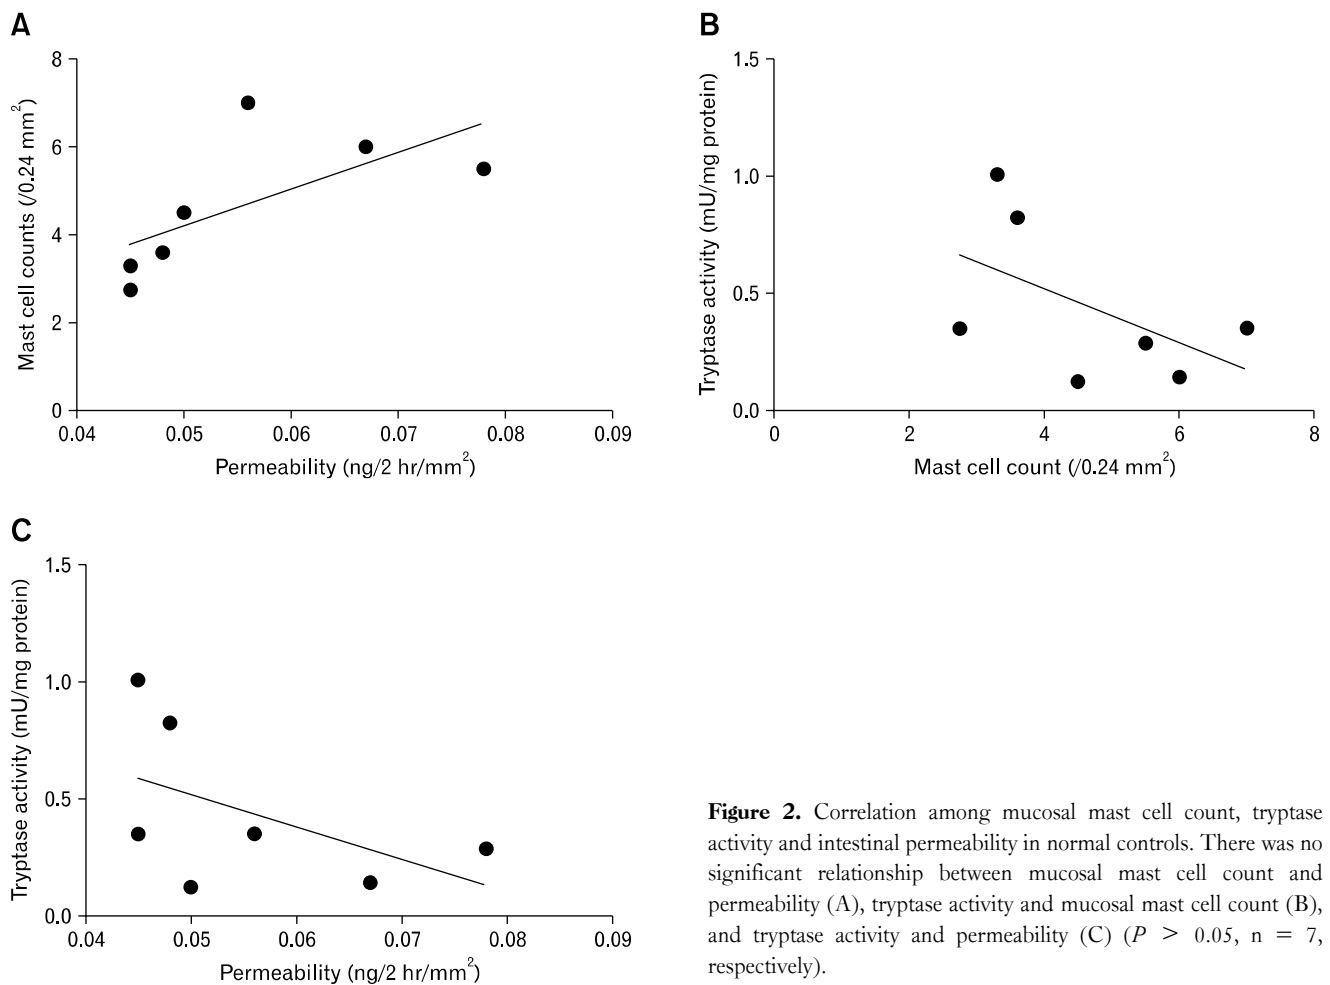 A
Mast cell counts (/0.24 mm²)
8
6
4
2
0
0.04 0.05 0.06 0.07 0.08 0.09
Permeability (ng/2 hr/mm²)
B
Tryptase activity (mU/mg protein)
1.5
1.0
0.5
0.0
0 2 4 6 8
Mast cell count (/0.24 mm²)
C
Tryptase activity (mU/mg protein)
1.5
1.0
0.5
0.0
0.04 0.05 0.06 0.07 0.08 0.09
Permeability (ng/2 hr/mm²)
Figure 2. Correlation among mucosal mast cell count, tryptase
activity and intestinal permeability in normal controls. There was no
significant relationship between mucosal mast cell count and
permeability (A), tryptase activity and mucosal mast cell count (B),
and tryptase activity and permeability (C) (P > 0.05, n = 7,
respectively).